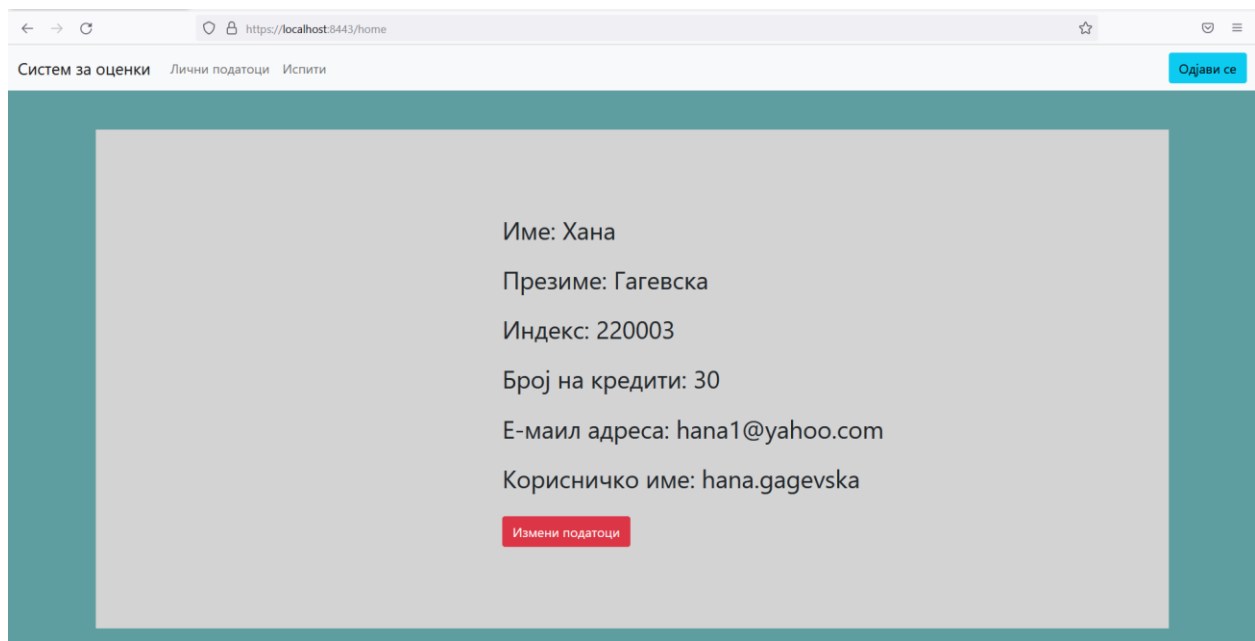 https://localhost:8443/home
Систем за оценки Лични податоци Испити Одјави се
Име: Хана
Презиме: Гагевска
Индекс: 220003
Број на кредити: 30
Е-маил адреса: hana1@yahoo.com
Корисничко име: hana.gagevska
Измени податоци